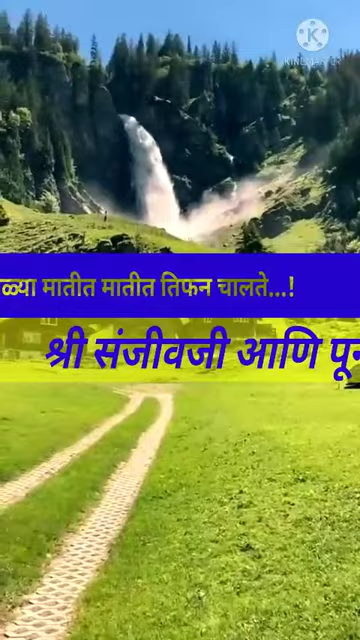 ळ्या मातीत मातीत तिफन चालते...!
श्री संजीवजी आणि